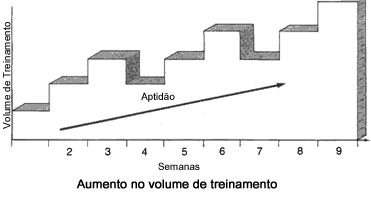 Volume de Treinamento
Aptidão
2 3 4 5 6 7 8 9
Semanas
Aumento no volume de treinamento